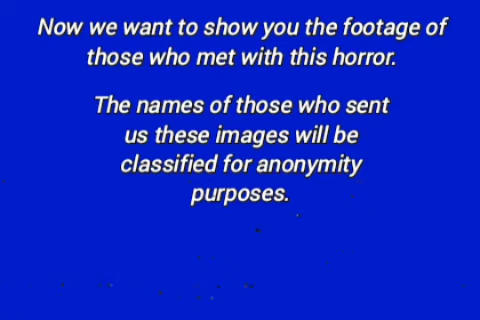 Now we want to show you the footage of
those who met with this horror.
The names of those who sent
us these images will be
classified for anonymity
purposes.